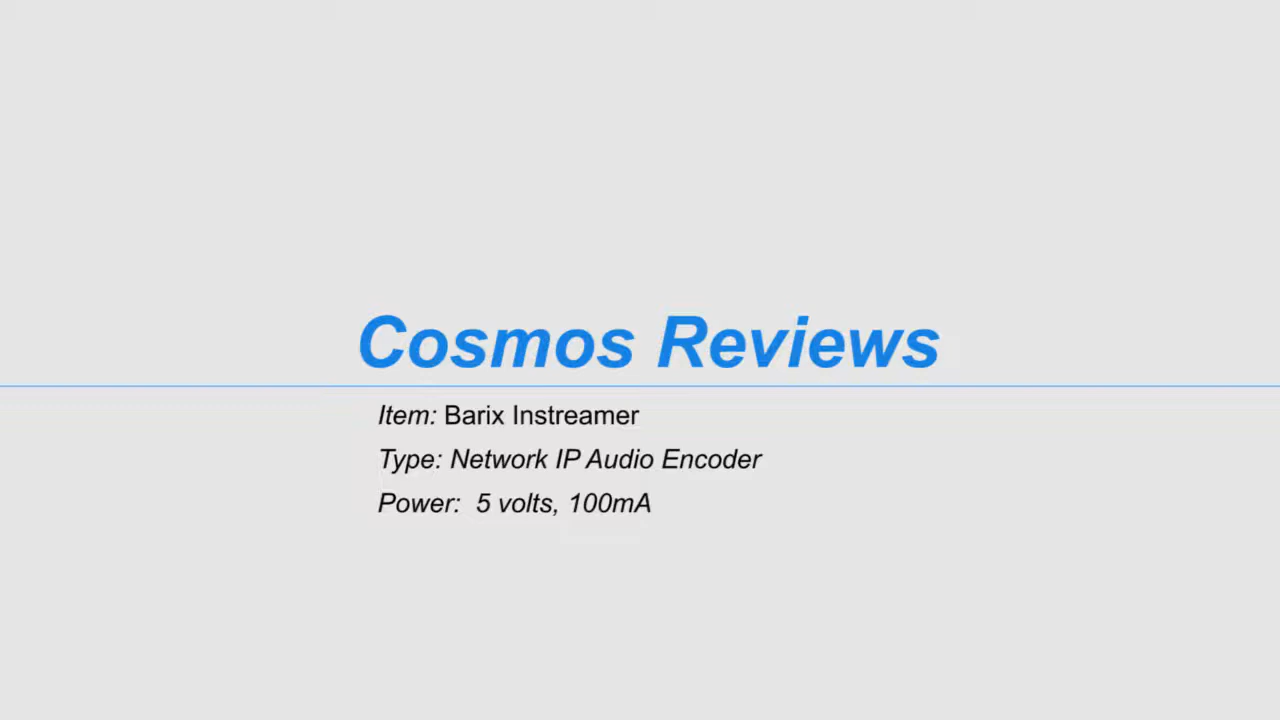 Cosmos Reviews
Item: Barix Instreamer
Type: Network IP Audio Encoder
Power: 5 volts, 100mA